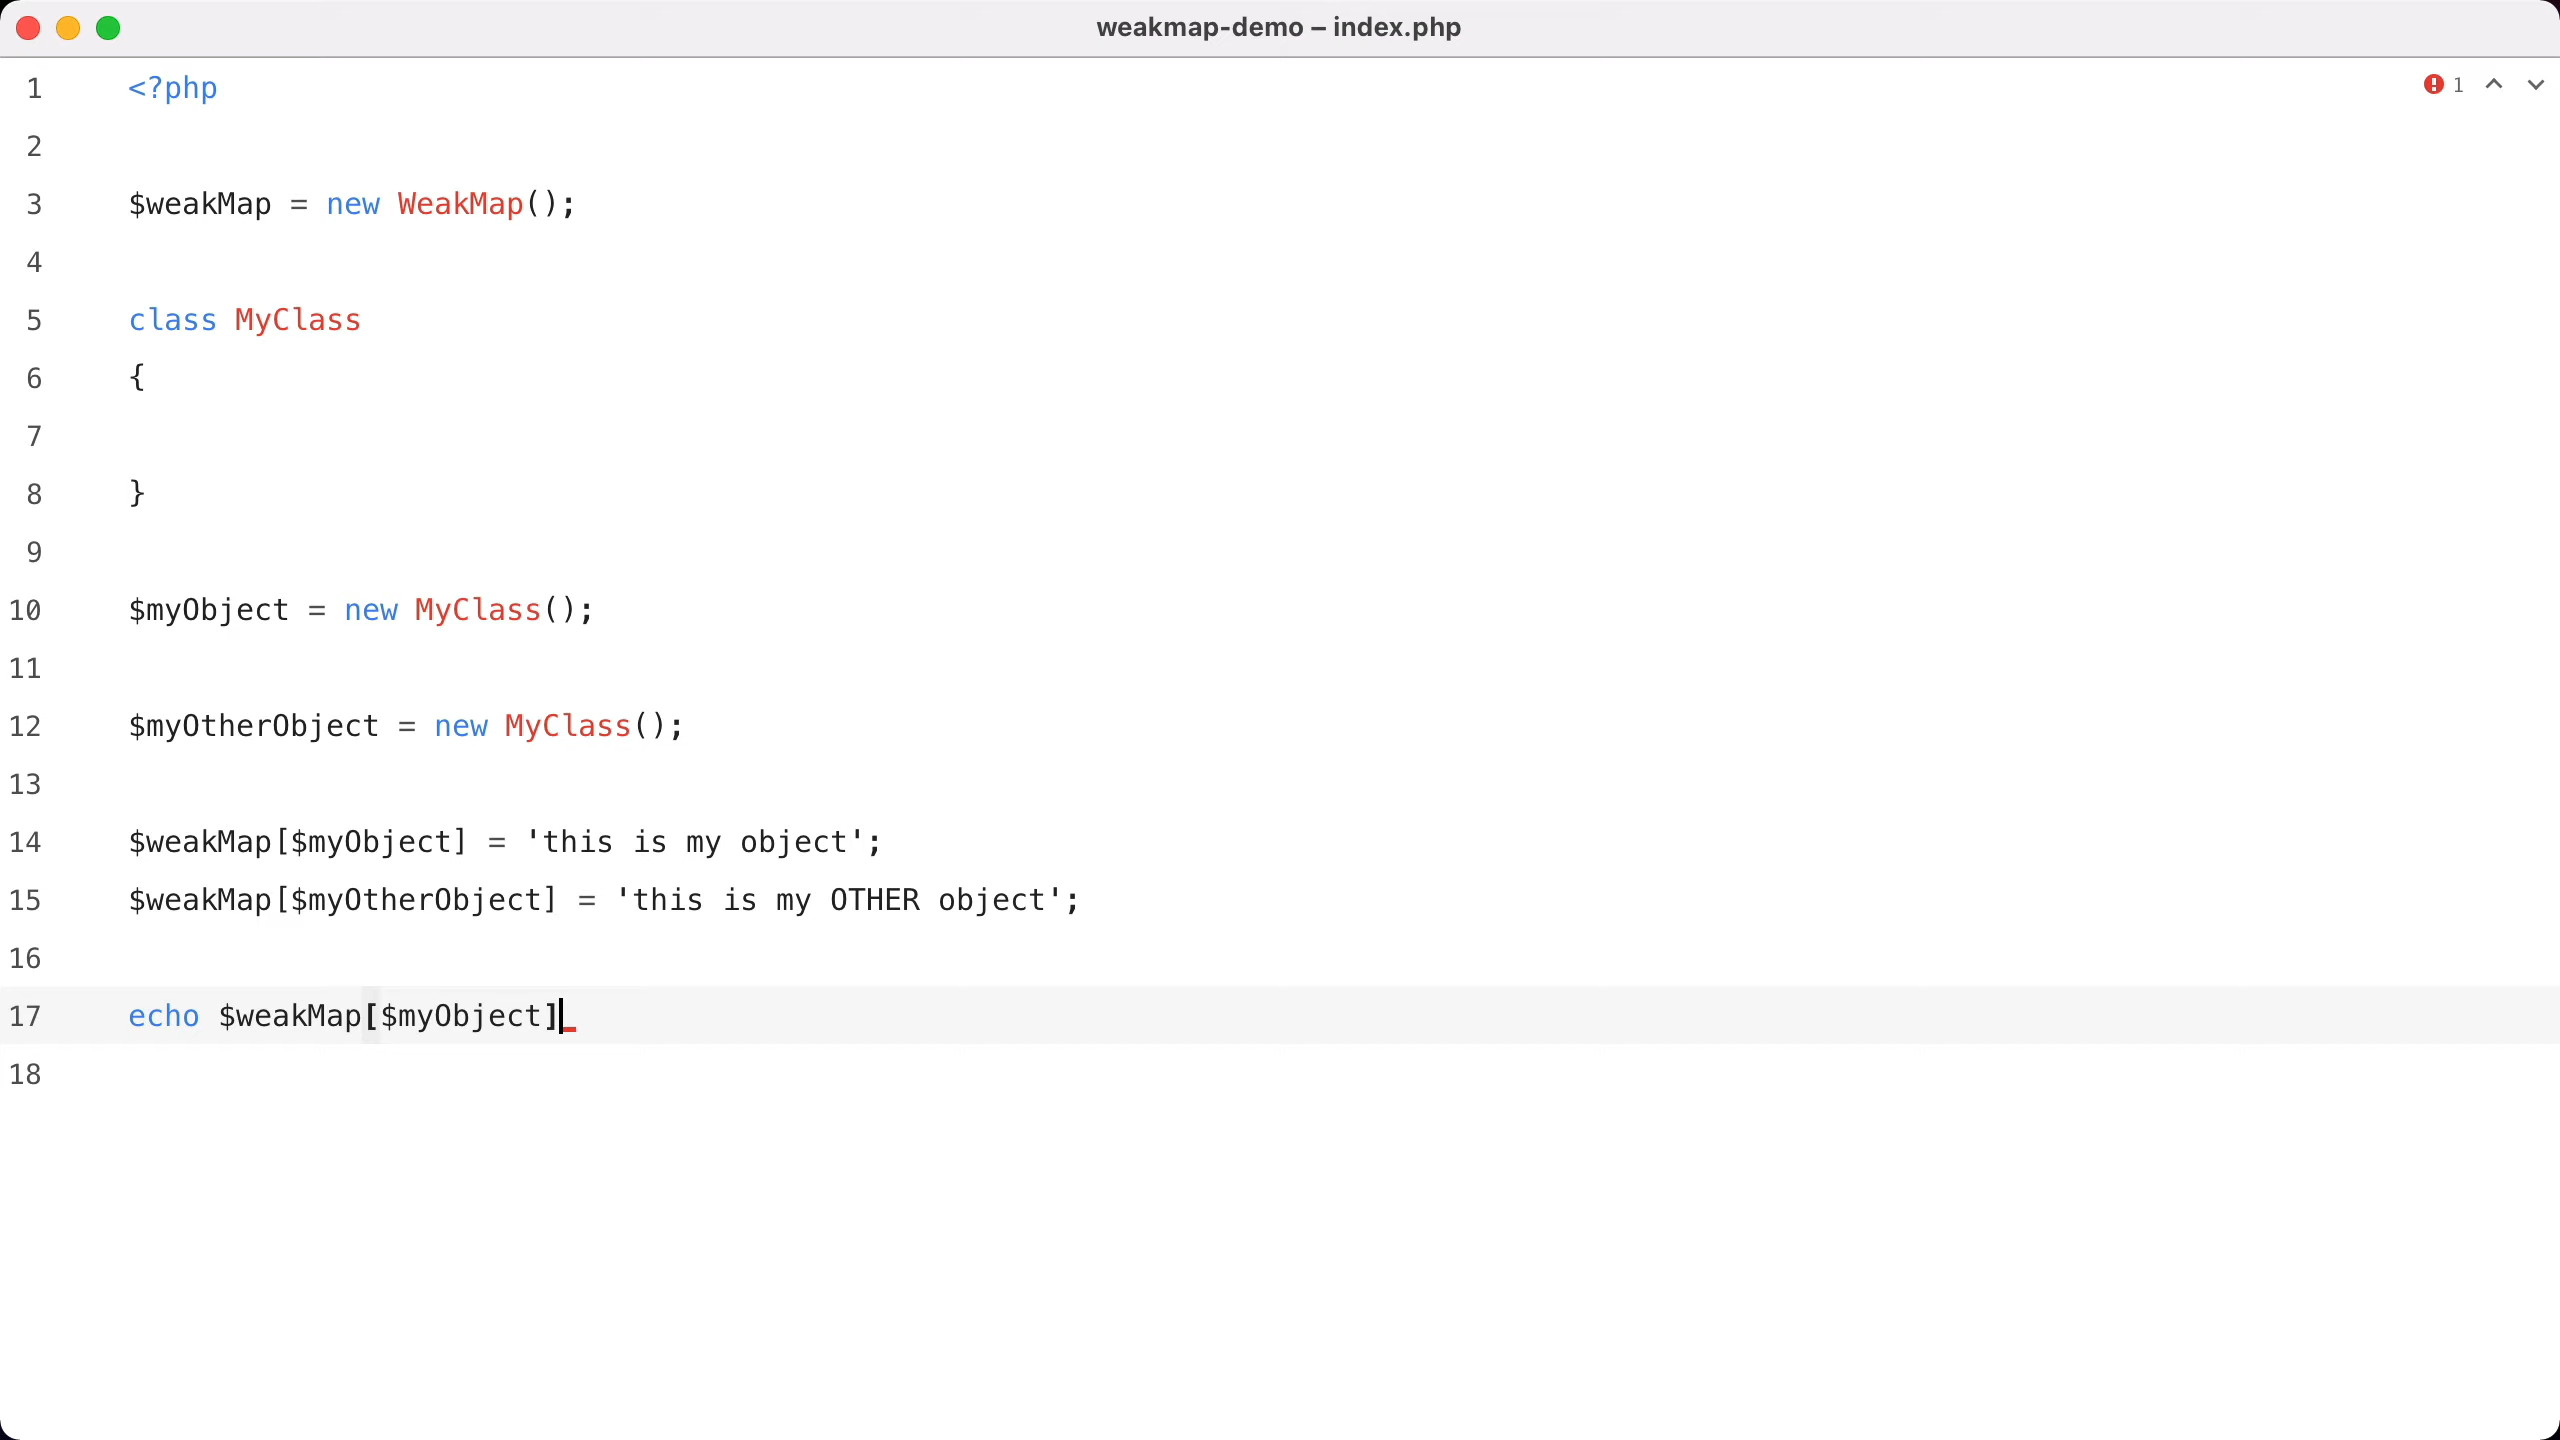 weakmap-demo – index.php
1 <?php
1
2
3 $weakMap = new WeakMap();
4
5 class MyClass
6 {
7
8 }
9
10 $myObject = new MyClass();
11
12 $myOtherObject = new MyClass();
13
14 $weakMap[$myObject] = 'this is my object';
15 $weakMap[$myOtherObject] = 'this is my OTHER object';
16
17 echo $weakMap[$myObject]
18